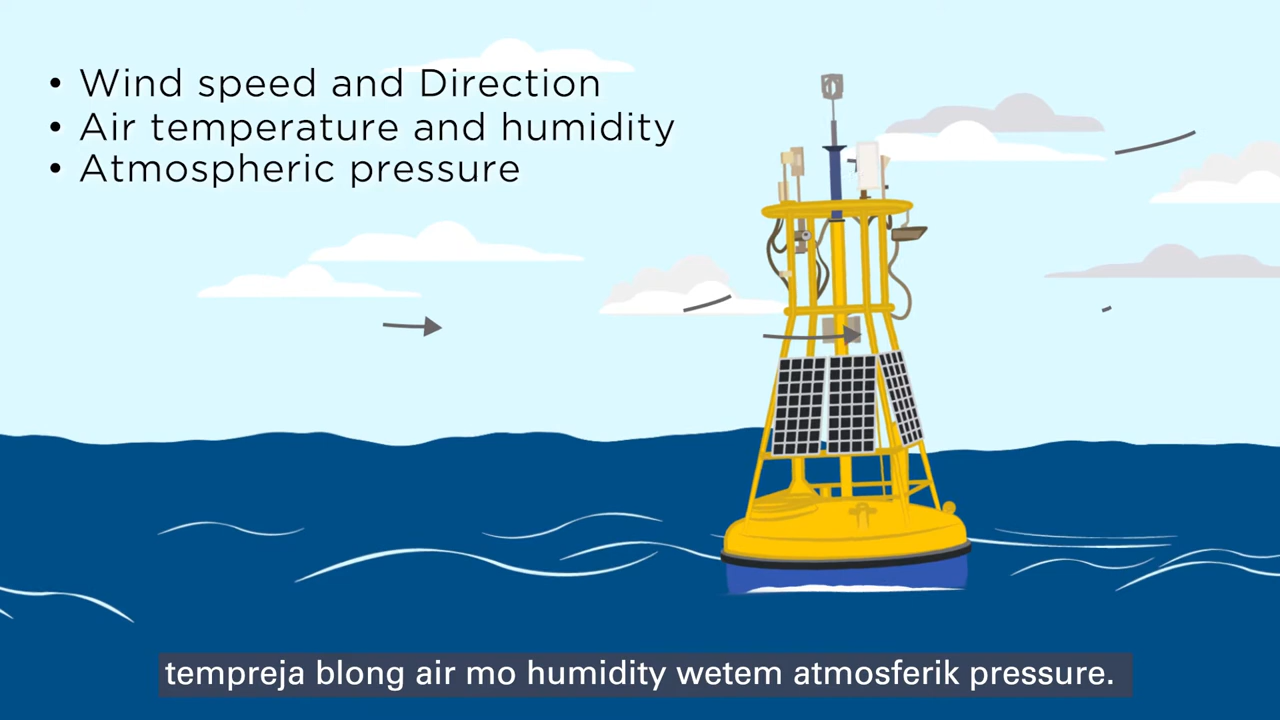 • Wind speed and Direction
• Air temperature and humidity
• Atmospheric pressure
tempreja blong air mo humidity wetem atmosferik pressure.